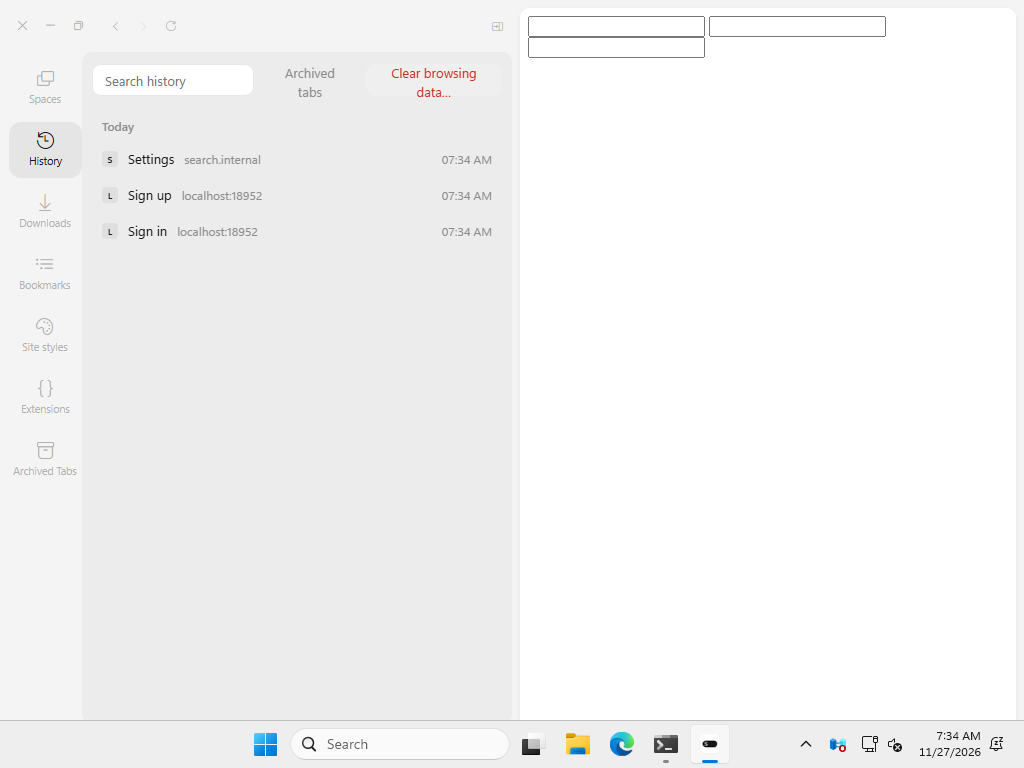 Spaces
History
Downloads
Bookmarks
Site styles
Extensions
Archived Tabs
Search history
Archived
tabs
Clear browsing
data...
Today
S Settings search.internal 07:34 AM
L Sign up localhost:18952 07:34 AM
L Sign in localhost:18952 07:34 AM
Search
7:34 AM
11/27/2026